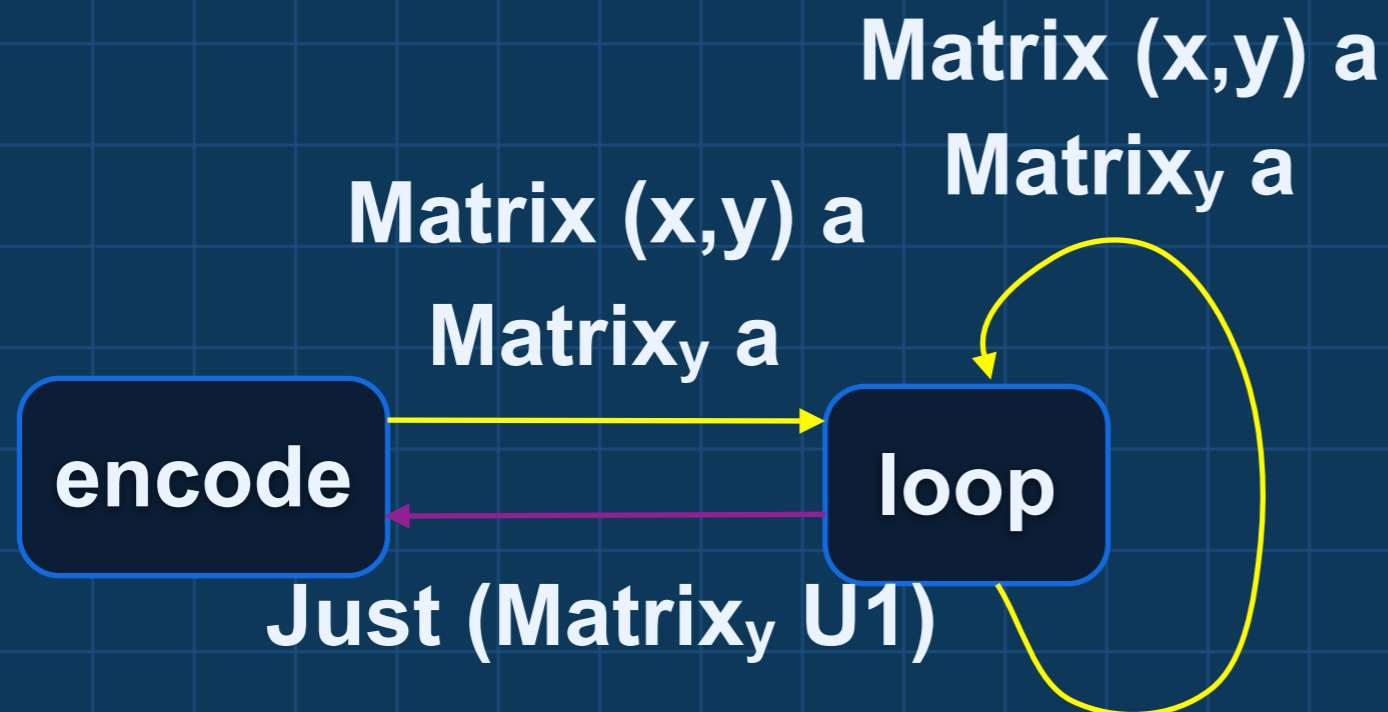 Matrix (x,y) a
Matrixᵧ a
Matrix (x,y) a
Matrixᵧ a
encode
loop
Just (Matrixᵧ U1)